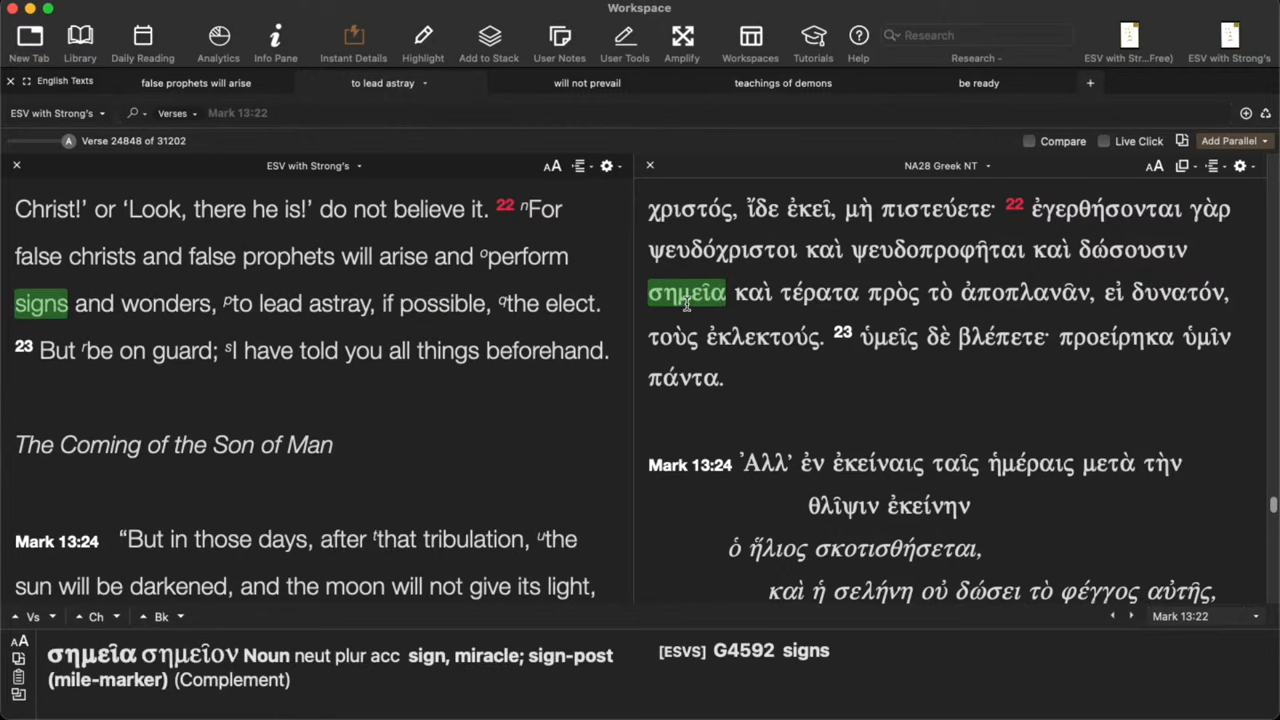 Workspace
New Tab
Library
Daily Reading
Analytics
Info Pane
Instant Details
Highlight
Add to Stack
User Notes
User Tools
Amplify
Workspaces
Tutorials
Help
Research
Research
ESV with Str...Free)
ESV with Strong's
English Texts
false prophets will arise
to lead astray
will not prevail
teachings of demons
be ready
ESV with Strong's
Verses
Mark 13:22
A Verse 24848 of 31202
Compare
Live Click
Add Parallel
ESV with Strong's
AA
NA28 Greek NT
AA
Christ!’ or ‘Look, there he is!’ do not believe it. 22 nFor
false christs and false prophets will arise and operform
signs and wonders, pto lead astray, if possible, qthe elect.
23 But rbe on guard; sI have told you all things beforehand.
The Coming of the Son of Man
Mark 13:24 “But in those days, after tthat tribulation, uthe
sun will be darkened, and the moon will not give its light,
χριστός, ἴδε ἐκεῖ, μὴ πιστεύετε· 22 ἐγερθήσονται γὰρ
ψευδόχριστοι καὶ ψευδοπροφῆται καὶ δώσουσιν
σημεῖα καὶ τέρατα πρὸς τὸ ἀποπλανᾶν, εἰ δυνατόν,
τοὺς ἐκλεκτούς. 23 ὑμεῖς δὲ βλέπετε· προείρηκα ὑμῖν
πάντα.
Mark 13:24 Ἀλλ’ ἐν ἐκείναις ταῖς ἡμέραις μετὰ τὴν
θλῖψιν ἐκείνην
ὁ ἥλιος σκοτισθήσεται,
καὶ ἡ σελήνη οὐ δώσει τὸ φέγγος αὐτῆς,
Vs
Ch
Bk
Mark 13:22
AA
σημεῖα σημεῖον Noun neut plur acc sign, miracle; sign-post
(mile-marker) (Complement)
[ESVS] G4592 signs